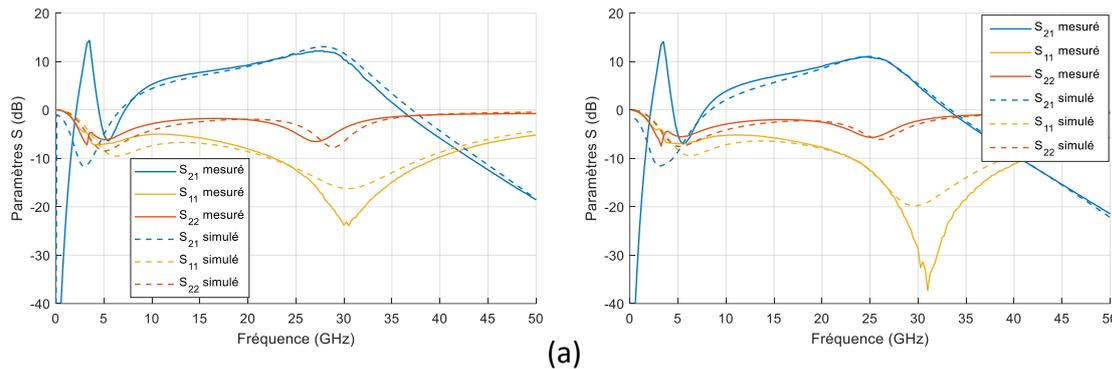 20
10
0
-10
-20
-30
-40
Paramètres S (dB)
S21 mesuré
S11 mesuré
S22 mesuré
S21 simulé
S11 simulé
S22 simulé
0 5 10 15 20 25 30 35 40 45 50
Fréquence (GHz)
20
10
0
-10
-20
-30
-40
Paramètres S (dB)
S21 mesuré
S11 mesuré
S22 mesuré
S21 simulé
S11 simulé
S22 simulé
0 5 10 15 20 25 30 35 40 45 50
Fréquence (GHz)
(a)